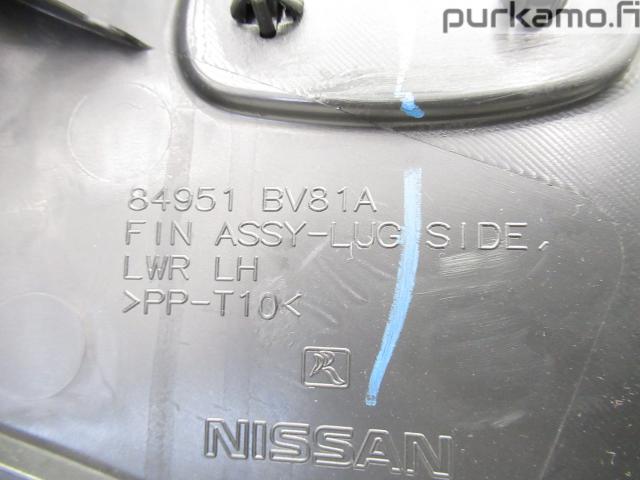 purkamo.fi
84951 BV81A
FIN ASSY-LUG SIDE,
LWR LH
>PP-T10<
NISSAN